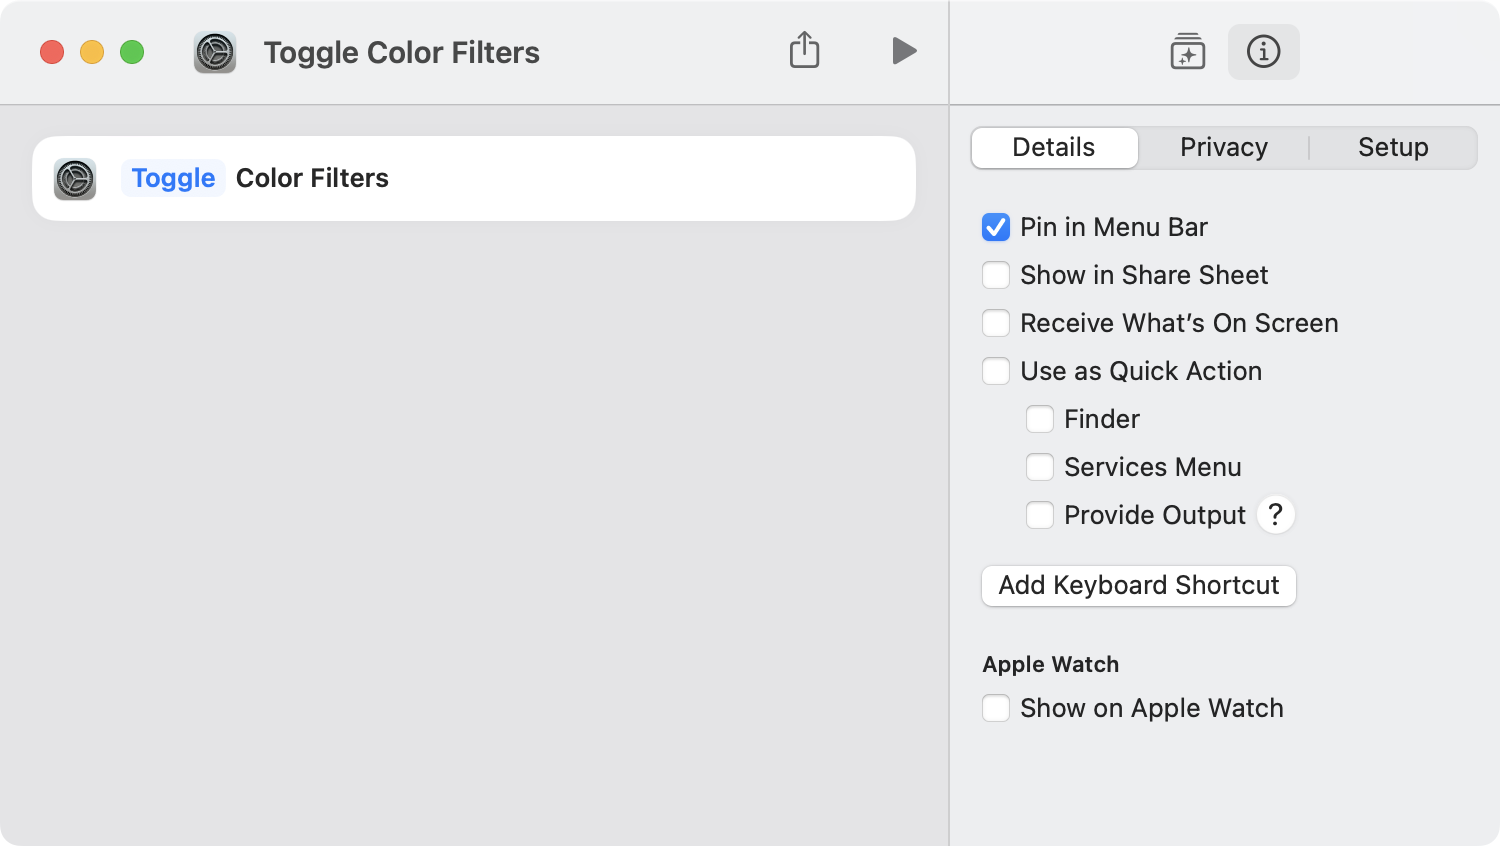 Toggle Color Filters
Toggle Color Filters
Details Privacy Setup
Pin in Menu Bar
Show in Share Sheet
Receive What’s On Screen
Use as Quick Action
Finder
Services Menu
Provide Output ?
Add Keyboard Shortcut
Apple Watch
Show on Apple Watch